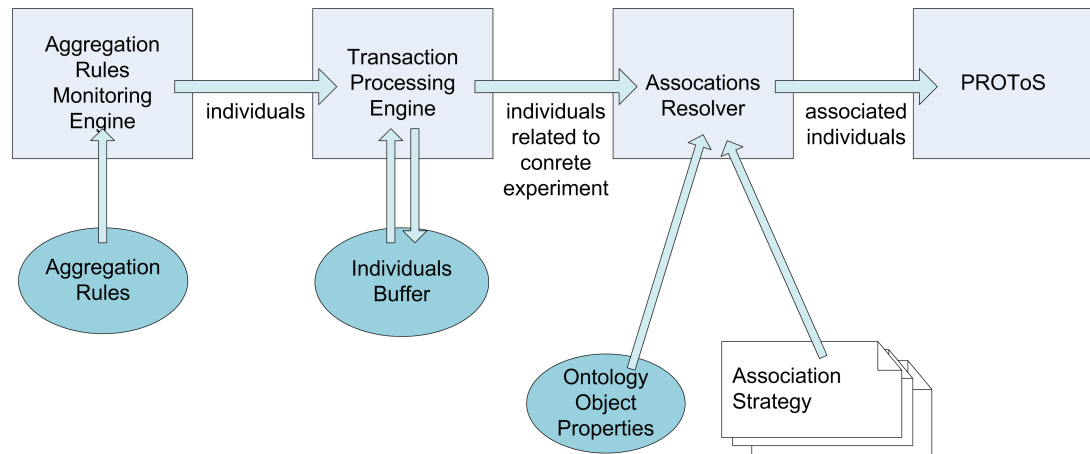 Aggregation
Rules
Monitoring
Engine
individuals
Transaction
Processing
Engine
individuals
related to
conrete
experiment
Assocations
Resolver
associated
individuals
PROToS
Aggregation
Rules
Individuals
Buffer
Ontology
Object
Properties
Association
Strategy